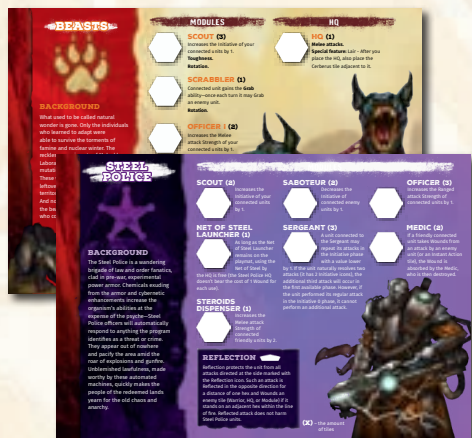 BEASTS
MODULES
HQ
SCOUT (3)
Increases the Initiative of your
connected units by 1.
Toughness.
Rotation.
SCRABBLER (1)
Connected unit gains the Grab
ability—once each turn it may Grab
an enemy unit.
Rotation.
OFFICER I (2)
Increases the Melee
attack Strength of your
connected units by 1.
HQ (1)
Melee attacks.
Special feature: Lair - After you
place the HQ, also place the
Cerberus tile adjacent to it.
BACKGROUND
What used to be called natural
wonder is gone. Only the individuals
who learned to adapt were
able to survive the torments of
famine and nuclear winter. The
STEEL
POLICE
BACKGROUND
The Steel Police is a wandering
brigade of law and order fanatics,
clad in pre-war, experimental
power armor. Chemicals exuding
from the armor and cybernetic
enhancements increase the
organism's abilities at the
expense of the psyche—Steel
Police officers will automatically
respond to anything the program
identifies as a threat or crime.
They appear out of nowhere
and pacify the area amid the
roar of explosions and gunfire.
Unblemished lawfulness, made
worthy by these automated
machines, quickly makes the
people of the redeemed lands
yearn for the old chaos and
anarchy.
SCOUT (2)
Increases the
Initiative of your
connected units
by 1.
NET OF STEEL
LAUNCHER (1)
As long as the Net
of Steel Launcher
remains on the
playmat, using the
Net of Steel by
the HQ is free (the Steel Police HQ
doesn't bear the cost of 1 Wound for
each use).
STEROIDS
DISPENSER (1)
Increases the
Melee attack
Strength of
connected
friendly units by 2.
SABOTEUR (2)
Decreases the
Initiative of
connected enemy
units by 1.
SERGEANT (3)
A unit connected to
the Sergeant may
repeat its attacks in
the Initiative phase
with a value lower
by 1. If the unit naturally resolves two
attacks (it has 2 Initiative icons), the
additional third attack will occur in
the first available phase. However, if
the unit performed its regular attack
in the Initiative 0 phase, it cannot
perform an additional attack.
OFFICER (3)
Increases the Ranged
attack Strength of
connected units by 1.
MEDIC (2)
If a friendly connected
unit takes Wounds from
an attack by an enemy
unit (or an Instant Action
tile), the Wound is
absorbed by the Medic,
who is then destroyed.
REFLECTION
Reflection protects the unit from all
attacks directed at the side marked with
the Reflection icon. Such an attack is
Reflected in the opposite direction for
a distance of one hex and Wounds an
enemy tile (Warrior, HQ, or Module) if it
stands on an adjacent hex within the line
of fire. Reflected attack does not harm
Steel Police units.
(X) – the amount
of tiles